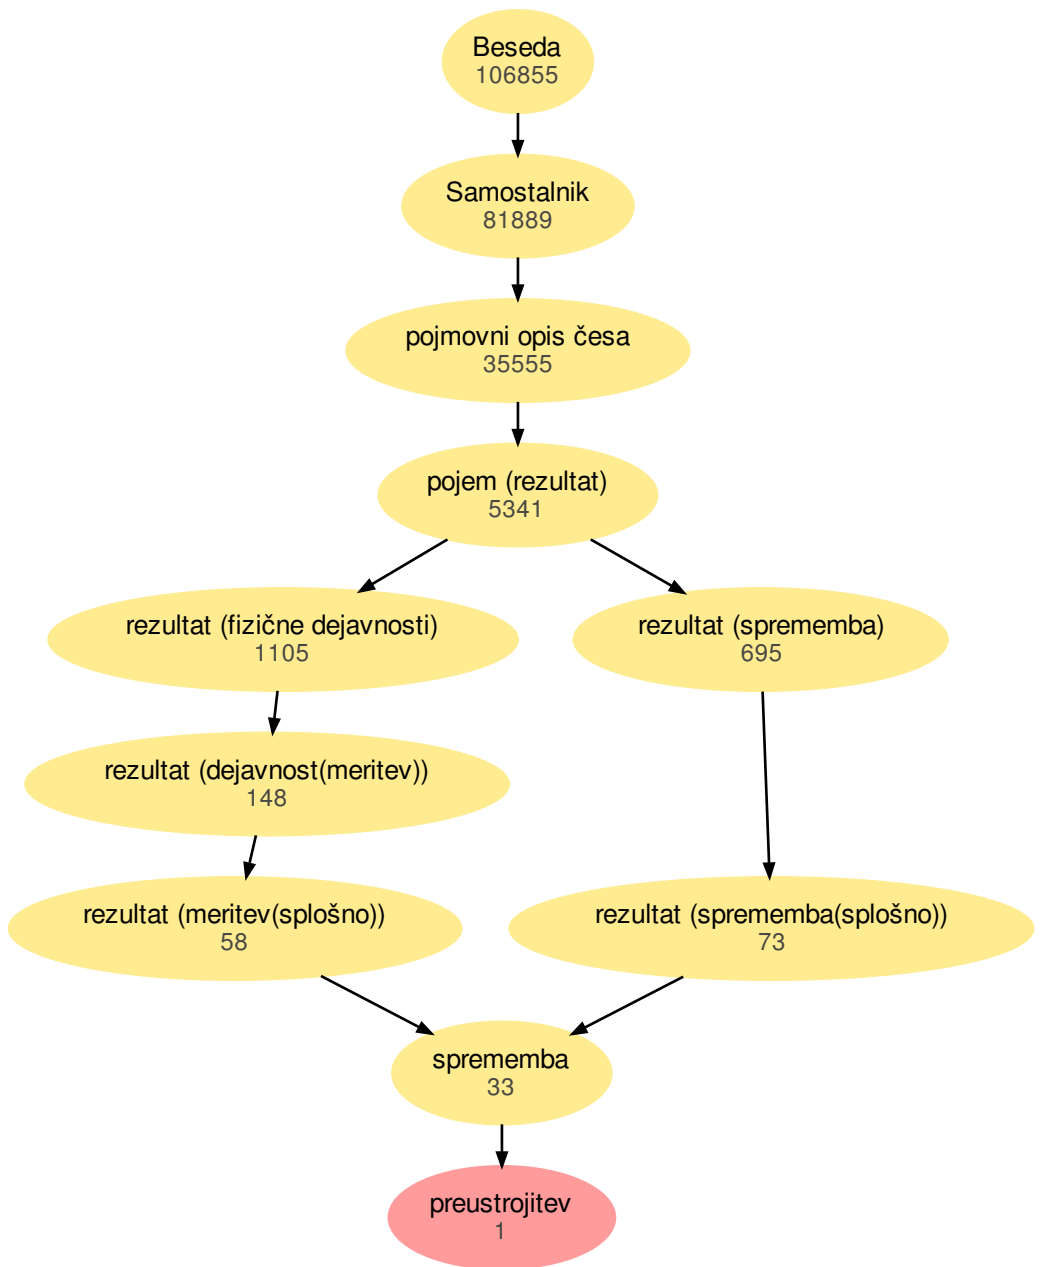 Beseda
106855
Samostalnik
81889
pojmovni opis česa
35555
pojem (rezultat)
5341
rezultat (fizične dejavnosti)
1105
rezultat (sprememba)
695
rezultat (dejavnost(meritev))
148
rezultat (meritev(splošno))
58
rezultat (sprememba(splošno))
73
sprememba
33
preustrojitev
1